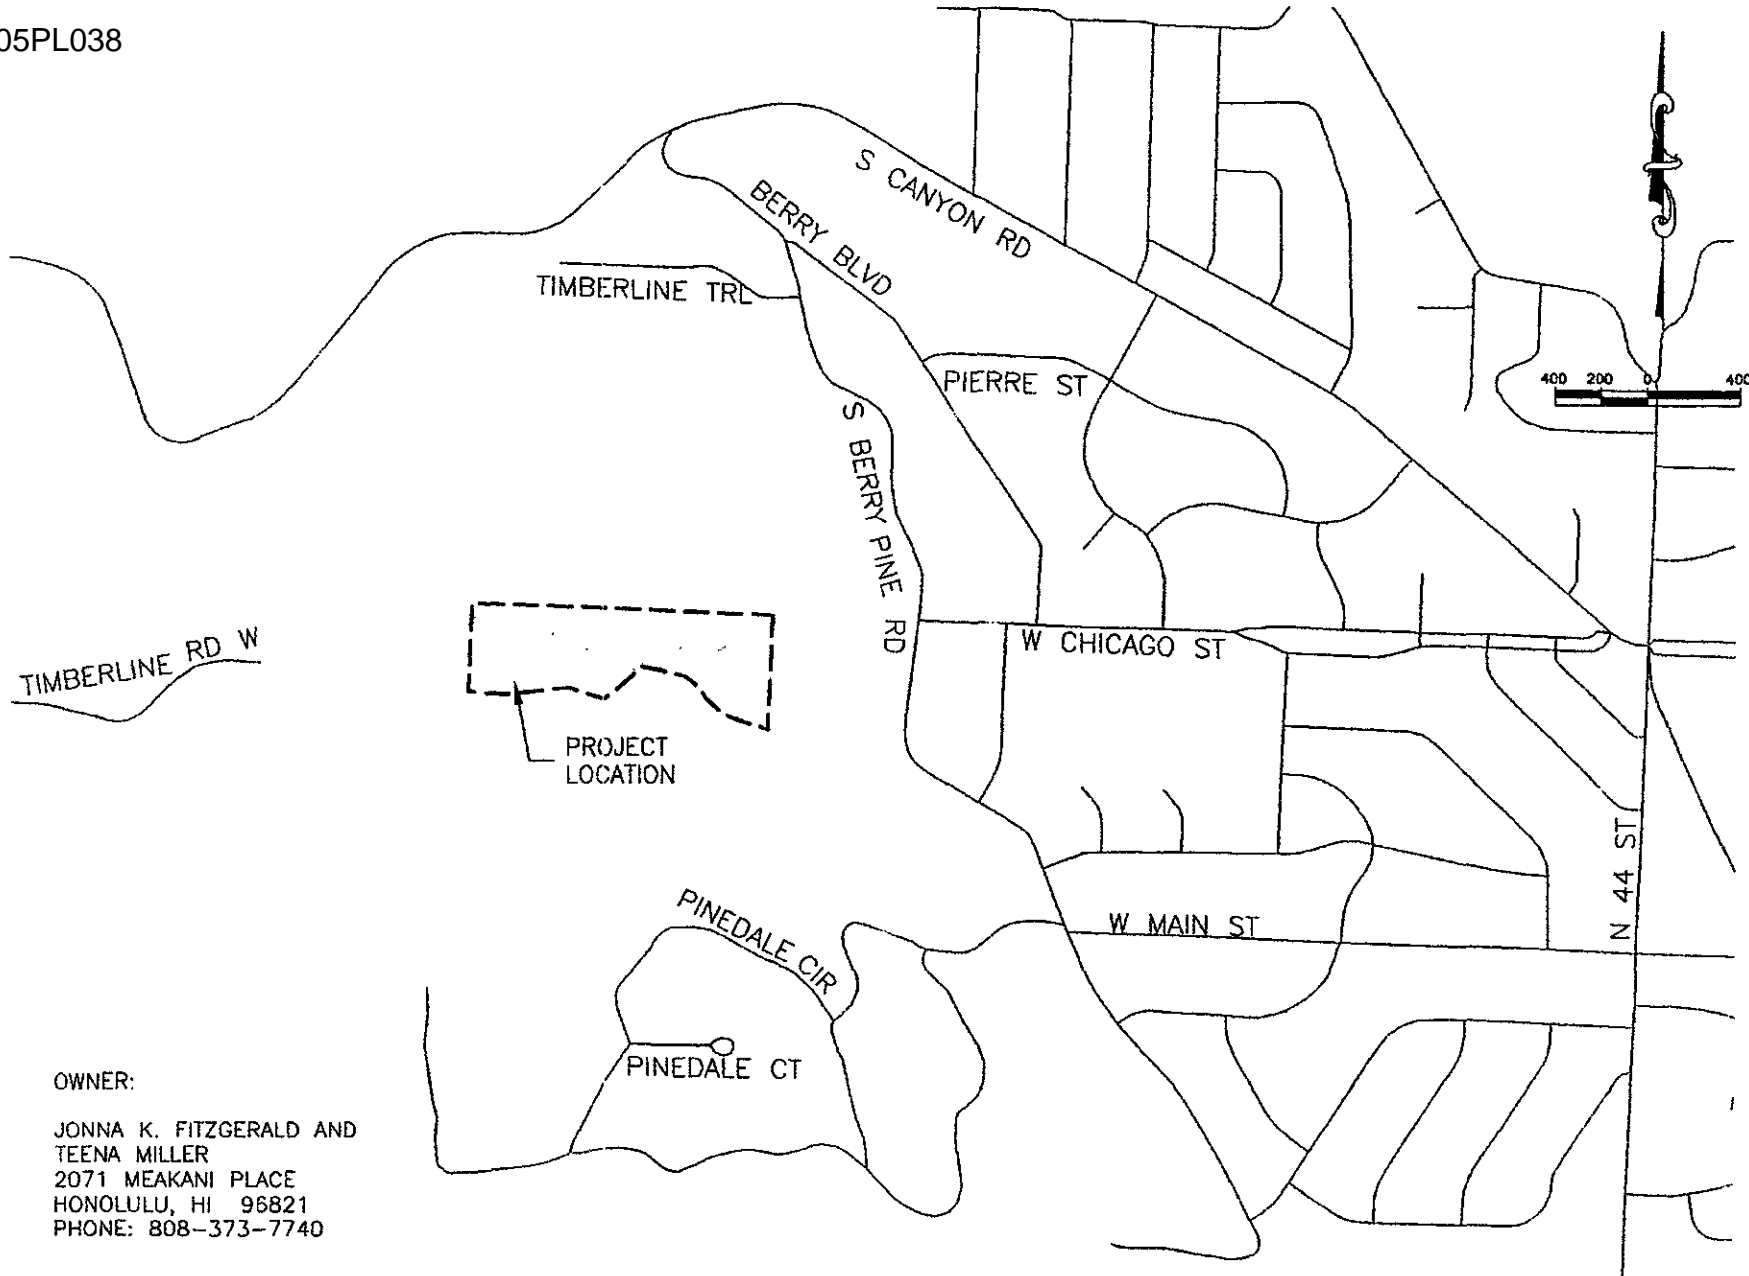 05PL038
S CANYON RD
BERRY BLVD
TIMBERLINE TRL
PIERRE ST
400 200 0 400
S BERRY PINE RD
TIMBERLINE RD W
W CHICAGO ST
PROJECT
LOCATION
N 44 ST
PINEDALE CIR
W MAIN ST
PINEDALE CT
OWNER:
JONNA K. FITZGERALD AND
TEENA MILLER
2071 MEAKANI PLACE
HONOLULU, HI 96821
PHONE: 808-373-7740